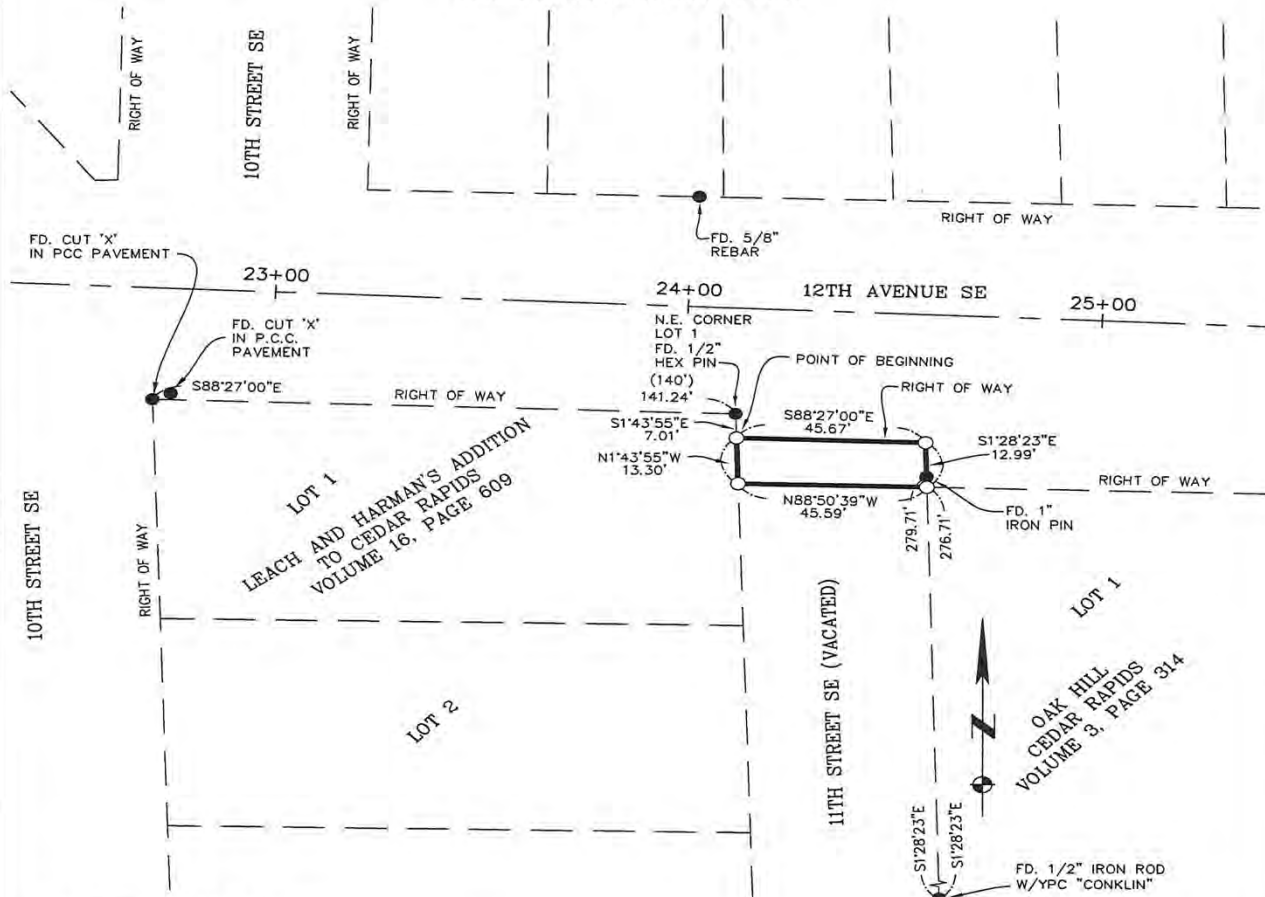 RIGHT OF WAY
10TH STREET SE
RIGHT OF WAY
RIGHT OF WAY
FD. 5/8"
REBAR
FD. CUT 'X'
IN PCC PAVEMENT
23+00
24+00
12TH AVENUE SE
25+00
FD. CUT 'X'
IN P.C.C.
PAVEMENT
N.E. CORNER
LOT 1
FD. 1/2"
HEX PIN
(140')
141.24'
POINT OF BEGINNING
S88°27'00"E
RIGHT OF WAY
RIGHT OF WAY
S1°43'55"E
7.01'
S88°27'00"E
45.67'
S1°28'23"E
12.99'
N1°43'55"W
13.30'
N88°50'39"W
45.59'
RIGHT OF WAY
FD. 1"
IRON PIN
279.71'
276.71'
10TH STREET SE
RIGHT OF WAY
LOT 1
LEACH AND HARMAN'S ADDITION
TO CEDAR RAPIDS
VOLUME 16, PAGE 609
LOT 2
11TH STREET SE (VACATED)
LOT 1
OAK HILL
CEDAR RAPIDS
VOLUME 3, PAGE 314
N
S1°28'23"E
S1°28'23"E
FD. 1/2" IRON ROD
W/YPC "CONKLIN"